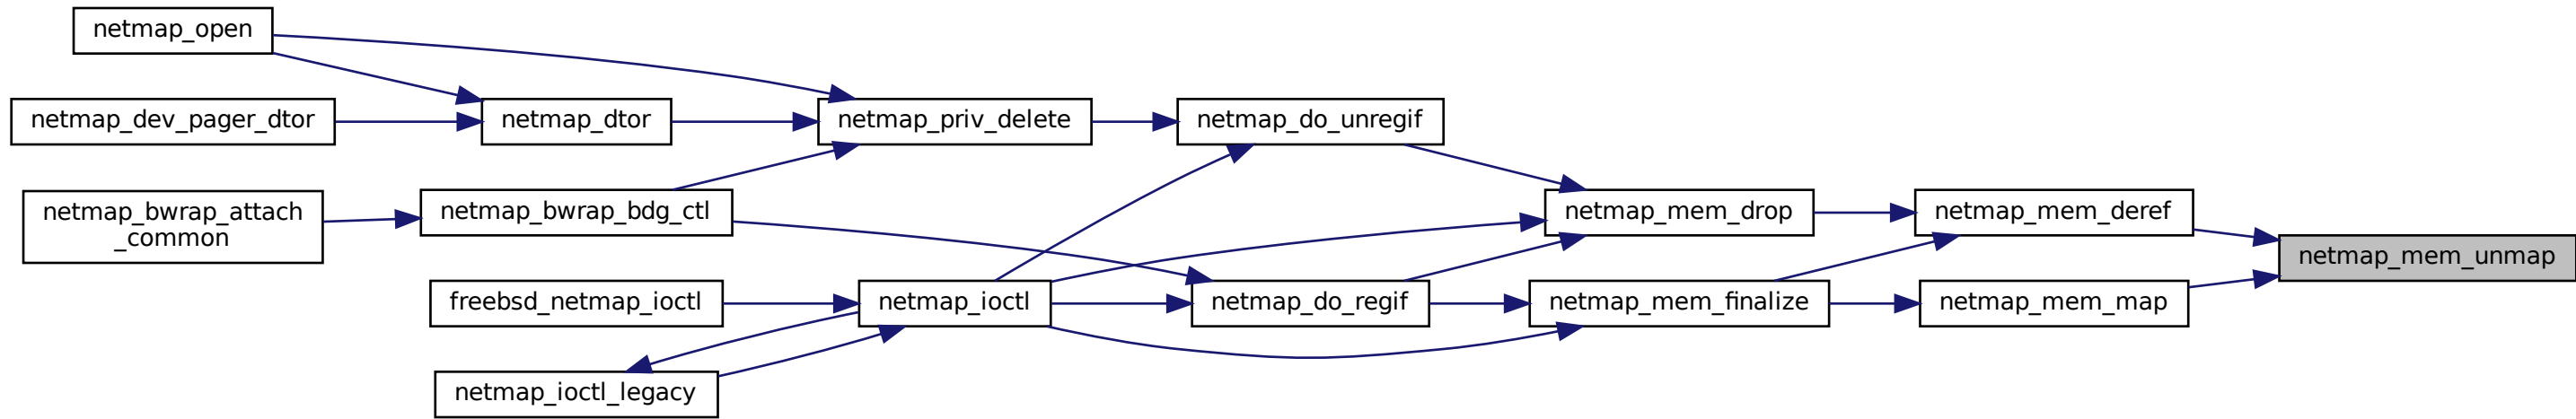 netmap_open
netmap_dev_pager_dtor
netmap_dtor
netmap_priv_delete
netmap_do_unregif
netmap_bwrap_attach
_common
netmap_bwrap_bdg_ctl
netmap_mem_drop
netmap_mem_deref
netmap_mem_unmap
freebsd_netmap_ioctl
netmap_ioctl
netmap_do_regif
netmap_mem_finalize
netmap_mem_map
netmap_ioctl_legacy